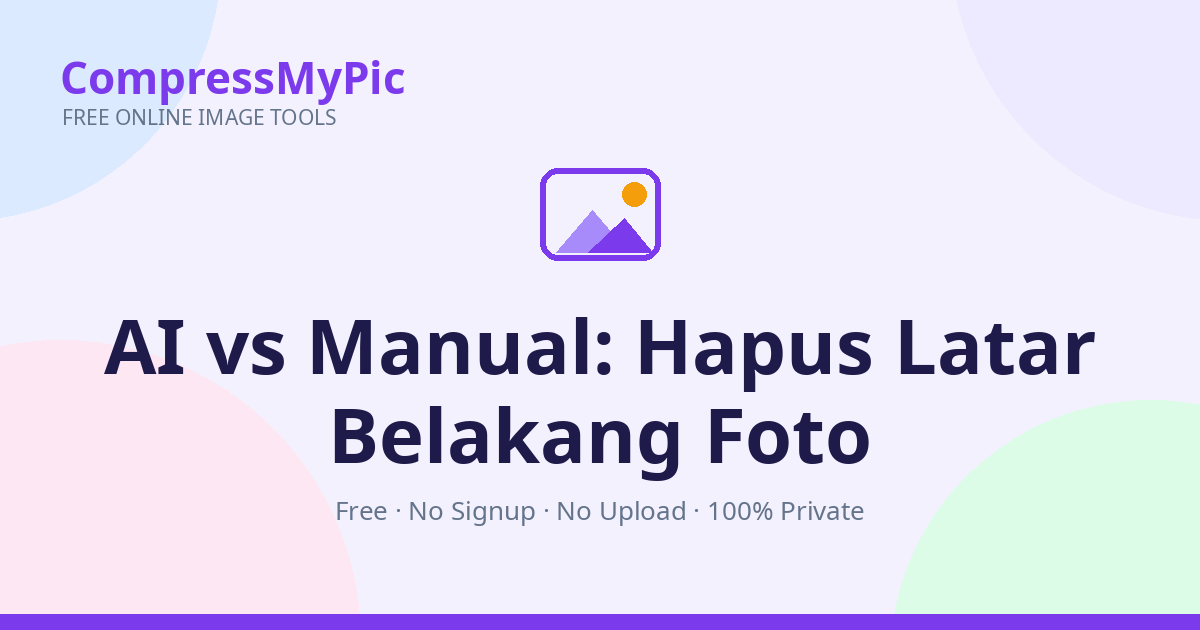 CompressMyPic
FREE ONLINE IMAGE TOOLS
AI vs Manual: Hapus Latar
Belakang Foto
Free · No Signup · No Upload · 100% Private